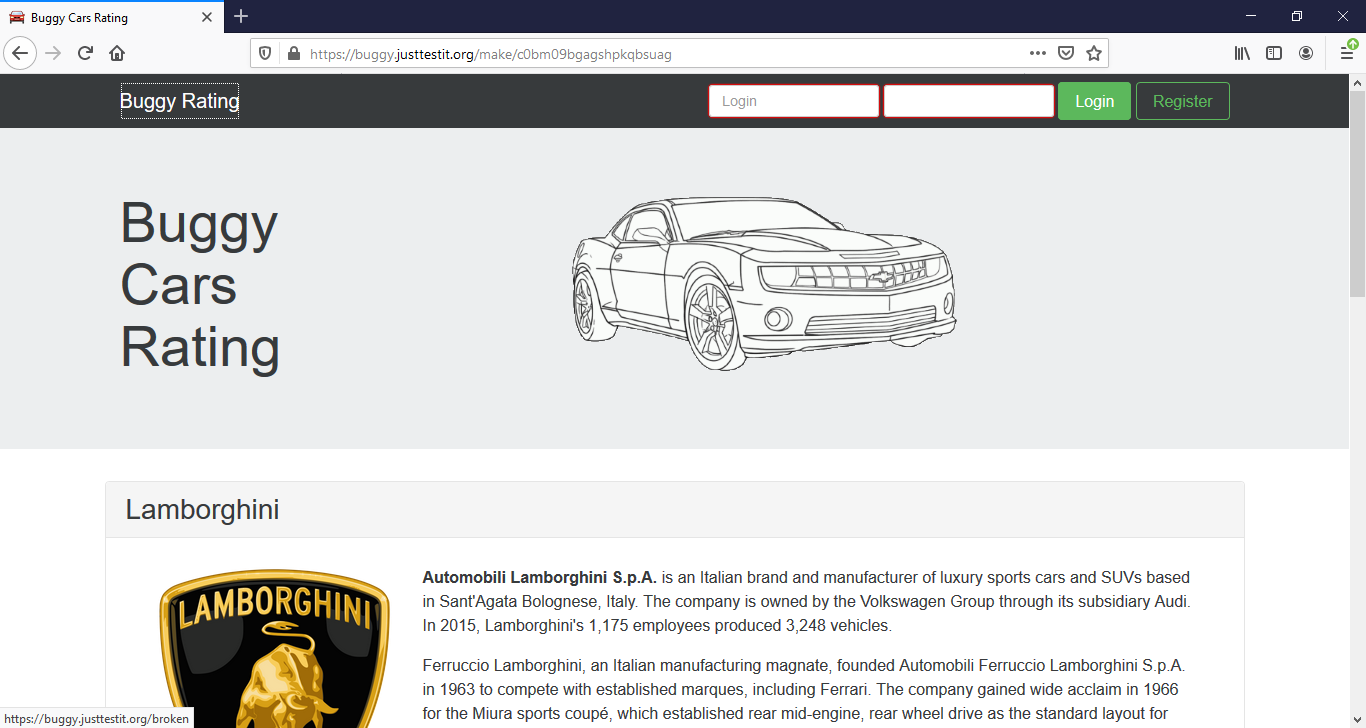 Buggy Cars Rating
https://buggy.justtestit.org/make/c0bm09bgagshpkqbsuag
Buggy Rating
Login
Login
Register
Buggy
Cars
Rating
Lamborghini
LAMBORGHINI
Automobili Lamborghini S.p.A. is an Italian brand and manufacturer of luxury sports cars and SUVs based
in Sant'Agata Bolognese, Italy. The company is owned by the Volkswagen Group through its subsidiary Audi.
In 2015, Lamborghini's 1,175 employees produced 3,248 vehicles.
Ferruccio Lamborghini, an Italian manufacturing magnate, founded Automobili Ferruccio Lamborghini S.p.A.
in 1963 to compete with established marques, including Ferrari. The company gained wide acclaim in 1966
for the Miura sports coupé, which established rear mid-engine, rear wheel drive as the standard layout for
https://buggy.justtestit.org/broken